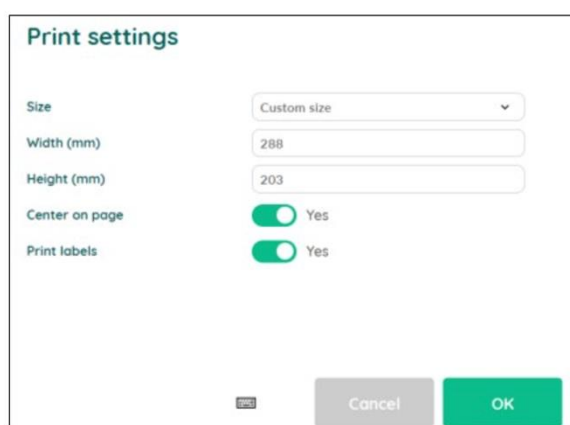 Print settings
Size Custom size
Width (mm) 288
Height (mm) 203
Center on page Yes
Print labels Yes
Cancel OK